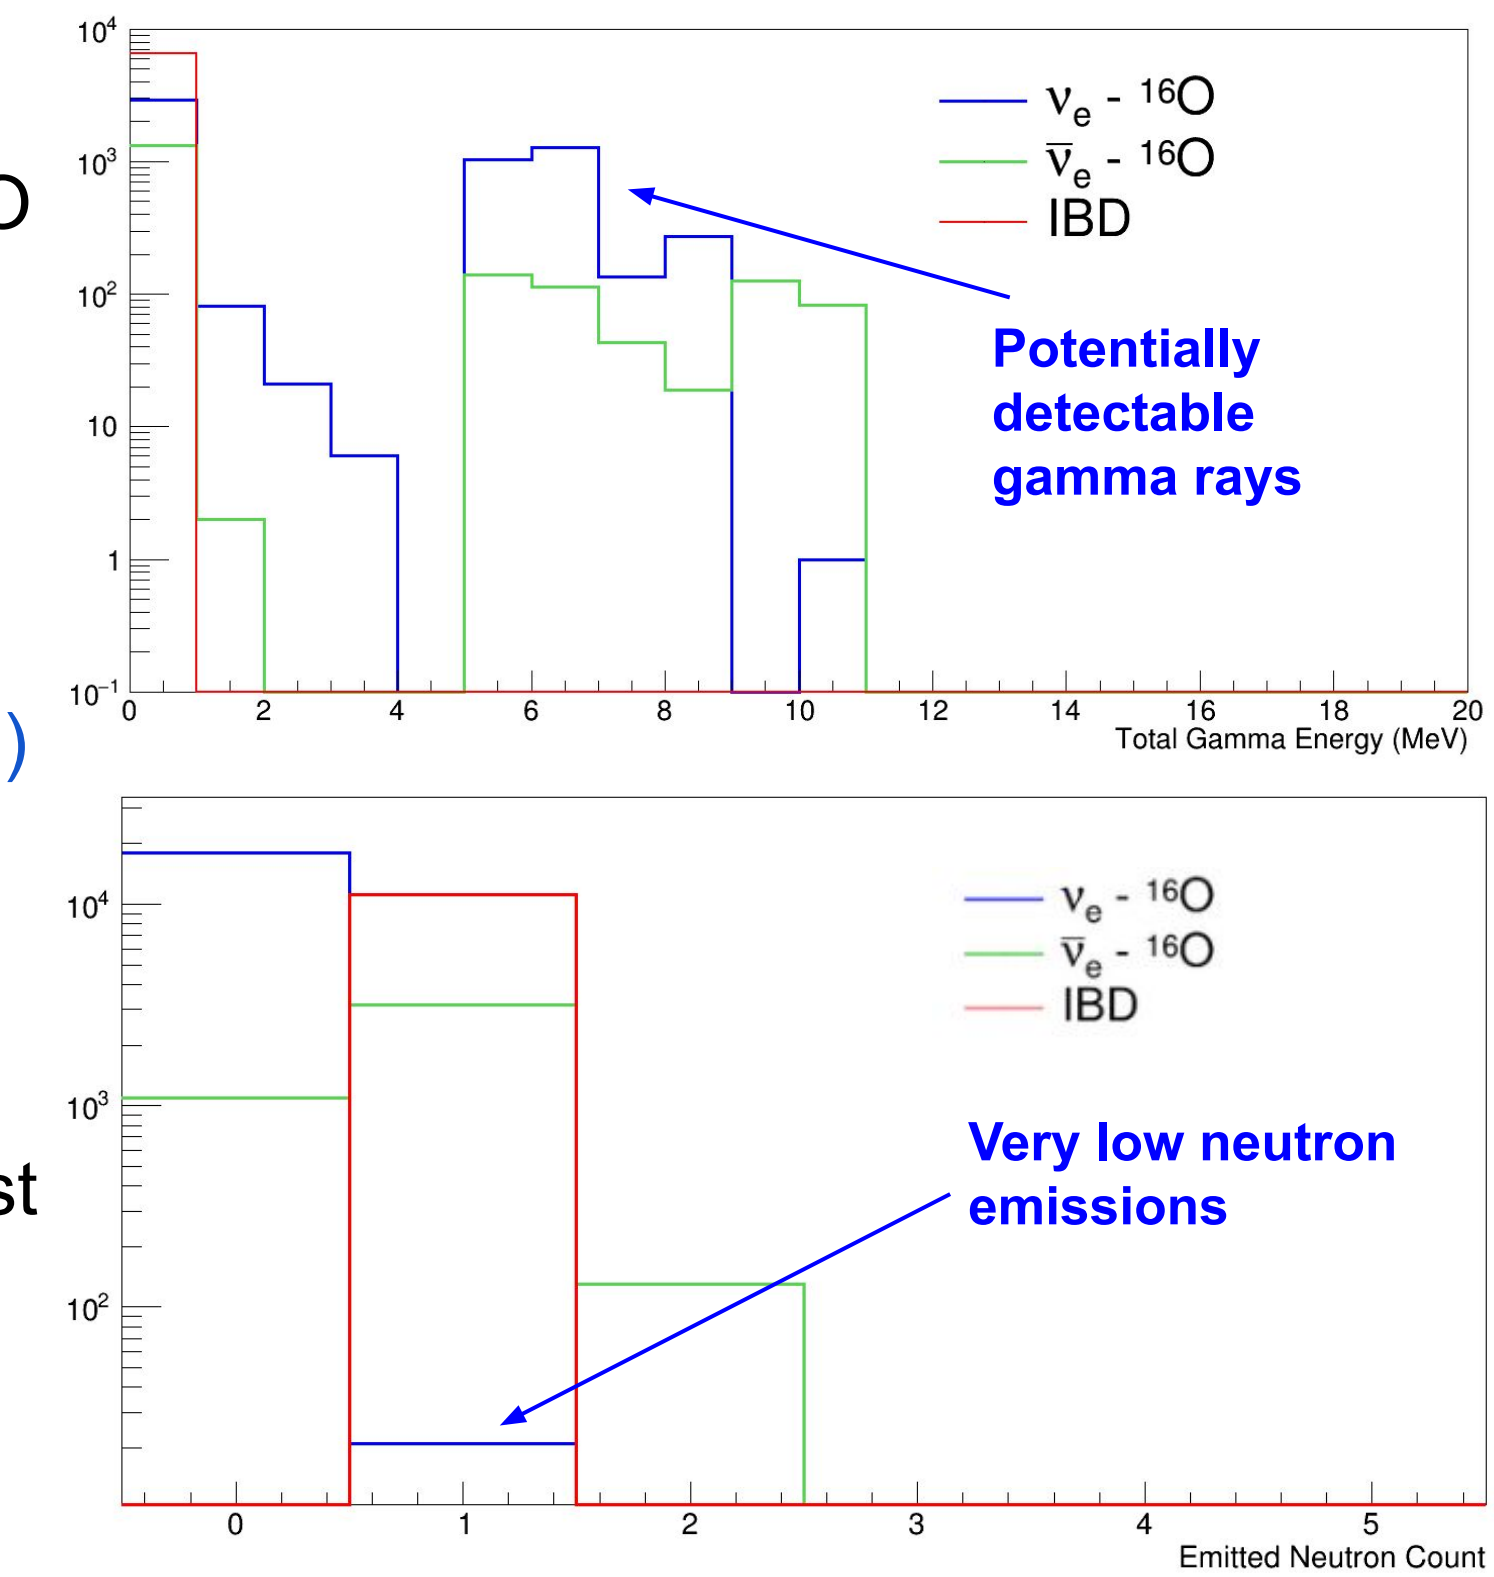 10⁴
10³
10²
10
1
10⁻¹
νₑ - ¹⁶O
ν̅ₑ - ¹⁶O
IBD
Potentially
detectable
gamma rays
0 2 4 6 8 10 12 14 16 18 20
Total Gamma Energy (MeV)
O
)
st
10⁴
10³
10²
νₑ - ¹⁶O
ν̅ₑ - ¹⁶O
IBD
Very low neutron
emissions
0 1 2 3 4 5
Emitted Neutron Count